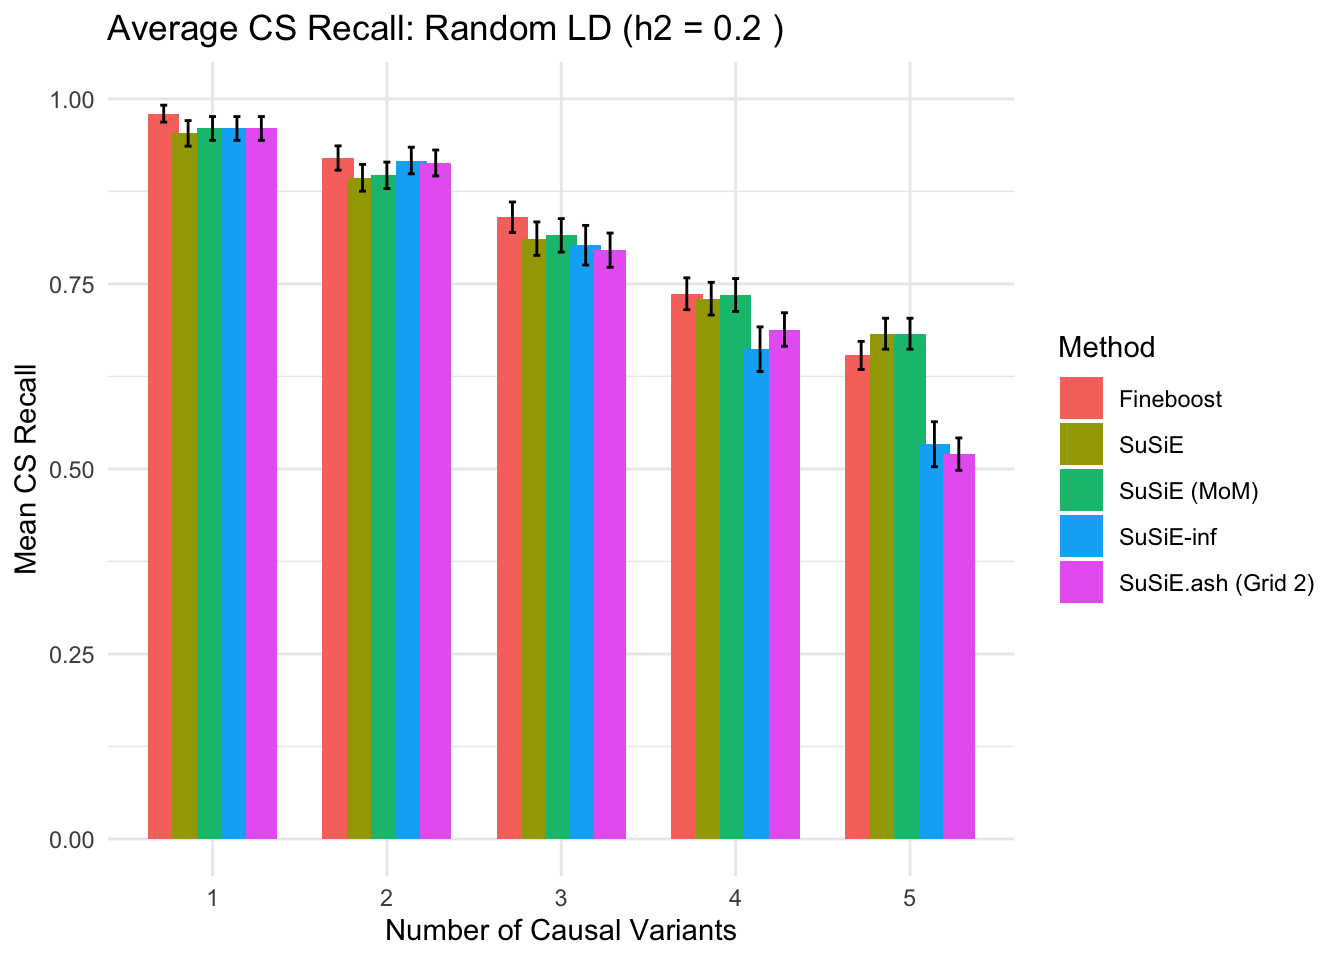 Average CS Recall: Random LD (h2 = 0.2 )
Mean CS Recall
1.00
0.75
0.50
0.25
0.00
1 2 3 4 5
Number of Causal Variants
Method
Fineboost
SuSiE
SuSiE (MoM)
SuSiE-inf
SuSiE.ash (Grid 2)